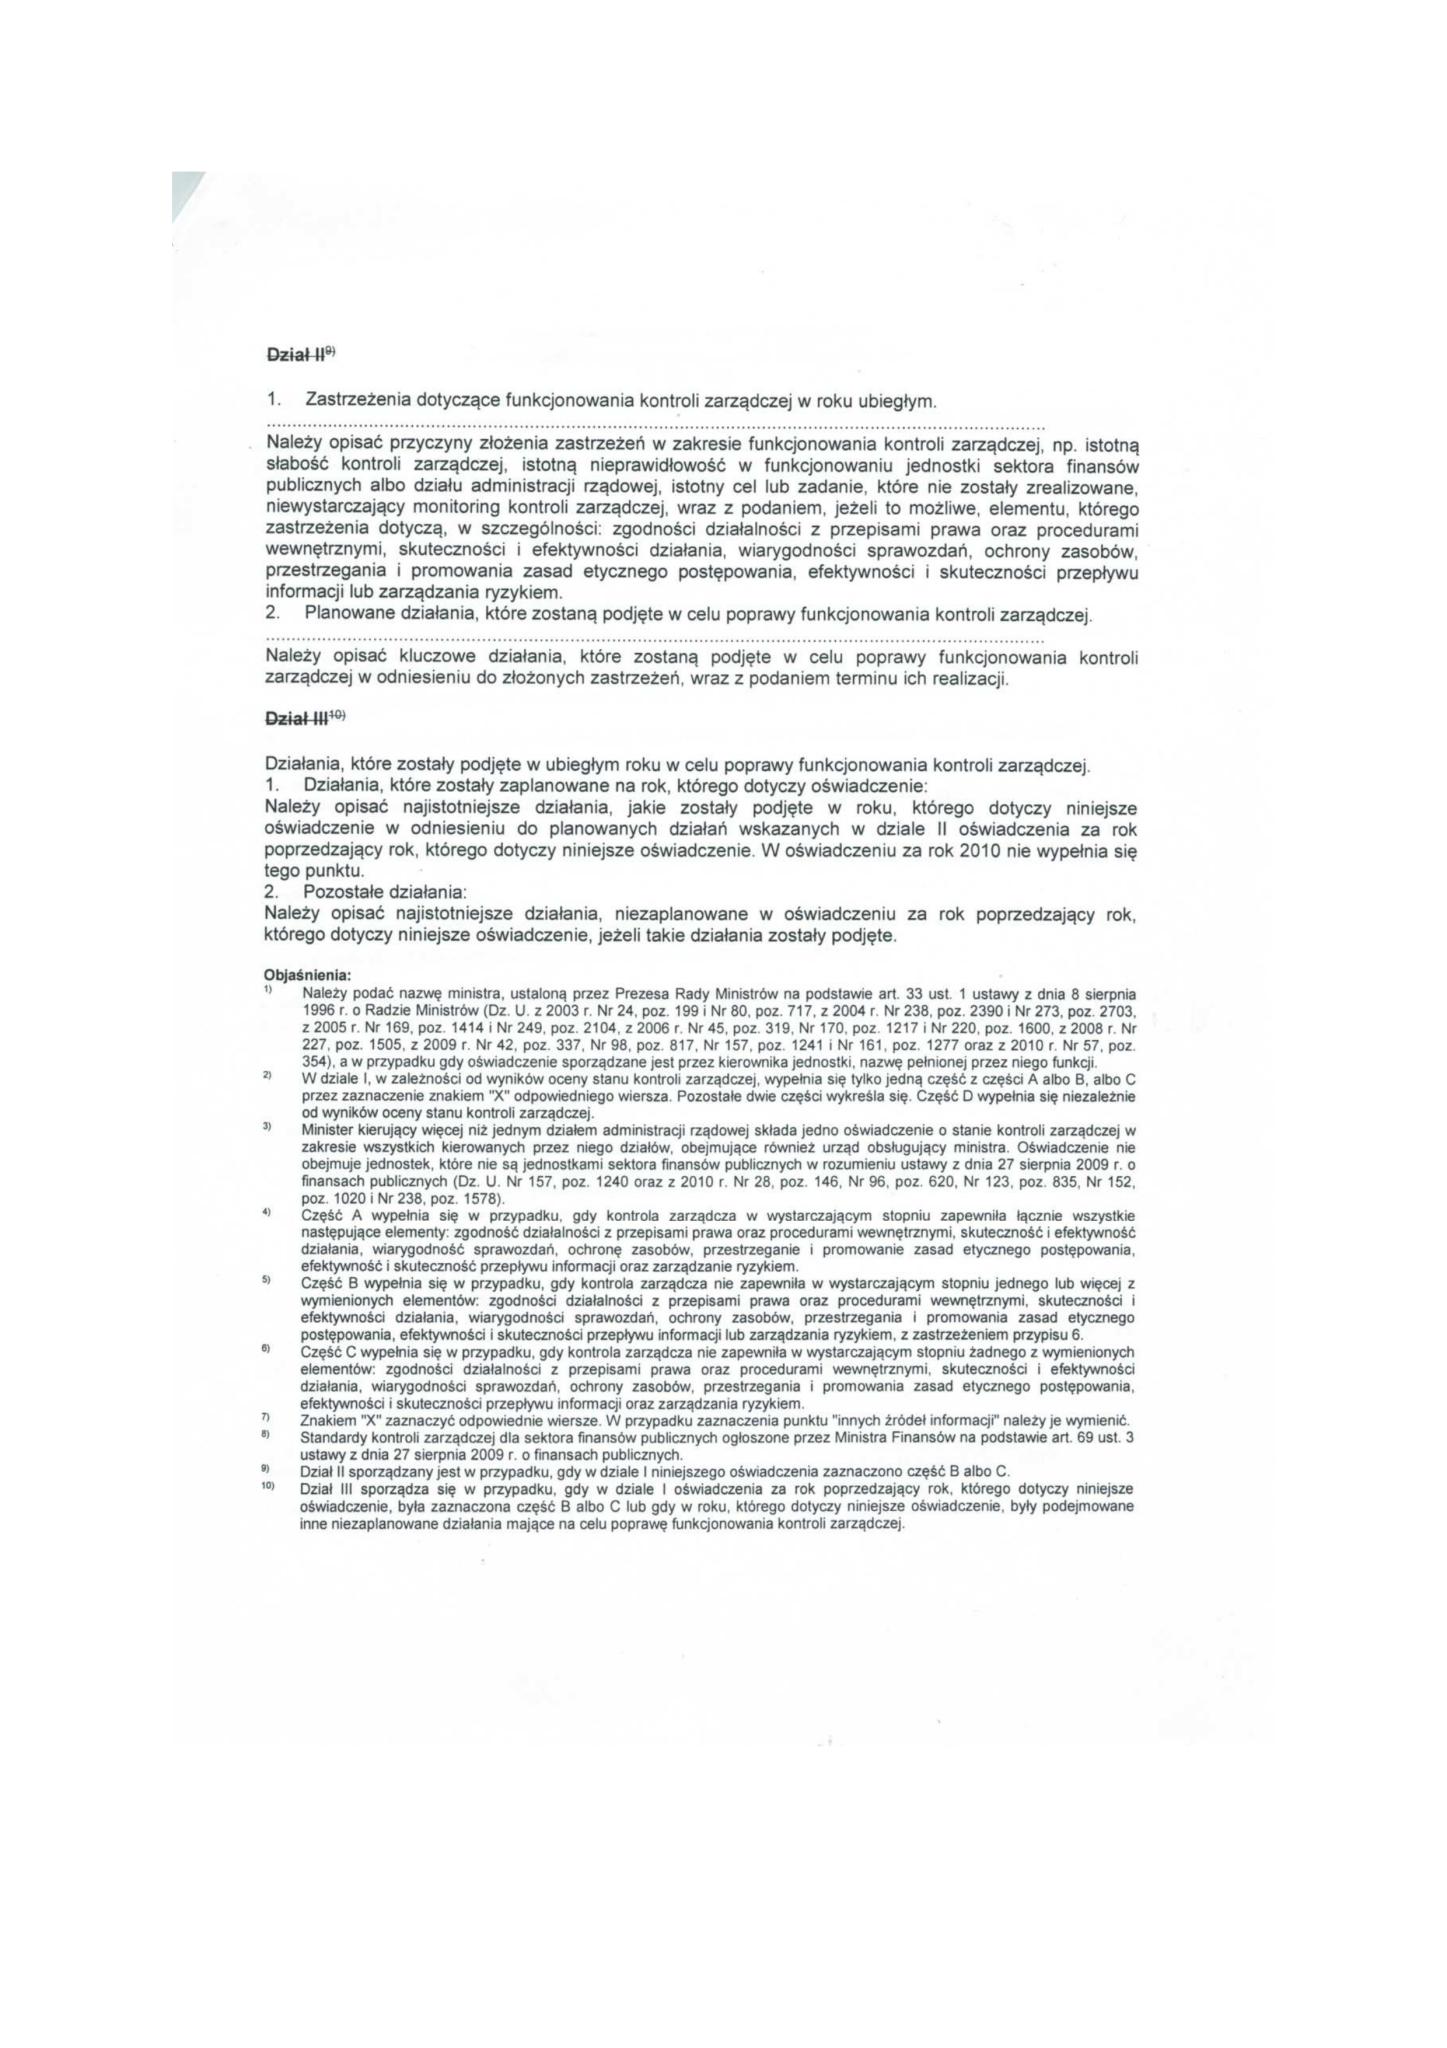 Dział II⁹⁾
1. Zastrzeżenia dotyczące funkcjonowania kontroli zarządczej w roku ubiegłym.
Należy opisać przyczyny złożenia zastrzeżeń w zakresie funkcjonowania kontroli zarządczej, np. istotną
słabość kontroli zarządczej, istotną nieprawidłowość w funkcjonowaniu jednostki sektora finansów
publicznych albo działu administracji rządowej, istotny cel lub zadanie, które nie zostały zrealizowane,
niewystarczający monitoring kontroli zarządczej, wraz z podaniem, jeżeli to możliwe, elementu, którego
zastrzeżenia dotyczą, w szczególności: zgodności działalności z przepisami prawa oraz procedurami
wewnętrznymi, skuteczności i efektywności działania, wiarygodności sprawozdań, ochrony zasobów,
przestrzegania i promowania zasad etycznego postępowania, efektywności i skuteczności przepływu
informacji lub zarządzania ryzykiem.
2. Planowane działania, które zostaną podjęte w celu poprawy funkcjonowania kontroli zarządczej.
Należy opisać kluczowe działania, które zostaną podjęte w celu poprawy funkcjonowania kontroli
zarządczej w odniesieniu do złożonych zastrzeżeń, wraz z podaniem terminu ich realizacji.
Dział III¹⁰⁾
Działania, które zostały podjęte w ubiegłym roku w celu poprawy funkcjonowania kontroli zarządczej.
1. Działania, które zostały zaplanowane na rok, którego dotyczy oświadczenie:
Należy opisać najistotniejsze działania, jakie zostały podjęte w roku, którego dotyczy niniejsze
oświadczenie w odniesieniu do planowanych działań wskazanych w dziale II oświadczenia za rok
poprzedzający rok, którego dotyczy niniejsze oświadczenie. W oświadczeniu za rok 2010 nie wypełnia się
tego punktu.
2. Pozostałe działania:
Należy opisać najistotniejsze działania, niezaplanowane w oświadczeniu za rok poprzedzający rok,
którego dotyczy niniejsze oświadczenie, jeżeli takie działania zostały podjęte.
Objaśnienia:
¹⁾ Należy podać nazwę ministra, ustaloną przez Prezesa Rady Ministrów na podstawie art. 33 ust. 1 ustawy z dnia 8 sierpnia
1996 r. o Radzie Ministrów (Dz. U. z 2003 r. Nr 24, poz. 199 i Nr 80, poz. 717, z 2004 r. Nr 238, poz. 2390 i Nr 273, poz. 2703,
z 2005 r. Nr 169, poz. 1414 i Nr 249, poz. 2104, z 2006 r. Nr 45, poz. 319, Nr 170, poz. 1217 i Nr 220, poz. 1600, z 2008 r. Nr
227, poz. 1505, z 2009 r. Nr 42, poz. 337, Nr 98, poz. 817, Nr 157, poz. 1241 i Nr 161, poz. 1277 oraz z 2010 r. Nr 57, poz.
354), a w przypadku gdy oświadczenie sporządzane jest przez kierownika jednostki, nazwę pełnionej przez niego funkcji.
²⁾ W dziale I, w zależności od wyników oceny stanu kontroli zarządczej, wypełnia się tylko jedną część z części A albo B, albo C
przez zaznaczenie znakiem "X" odpowiedniego wiersza. Pozostałe dwie części wykreśla się. Część D wypełnia się niezależnie
od wyników oceny stanu kontroli zarządczej.
³⁾ Minister kierujący więcej niż jednym działem administracji rządowej składa jedno oświadczenie o stanie kontroli zarządczej w
zakresie wszystkich kierowanych przez niego działów, obejmujące również urząd obsługujący ministra. Oświadczenie nie
obejmuje jednostek, które nie są jednostkami sektora finansów publicznych w rozumieniu ustawy z dnia 27 sierpnia 2009 r. o
finansach publicznych (Dz. U. Nr 157, poz. 1240 oraz z 2010 r. Nr 28, poz. 146, Nr 96, poz. 620, Nr 123, poz. 835, Nr 152,
poz. 1020 i Nr 238, poz. 1578).
⁴⁾ Część A wypełnia się w przypadku, gdy kontrola zarządcza w wystarczającym stopniu zapewniła łącznie wszystkie
następujące elementy: zgodność działalności z przepisami prawa oraz procedurami wewnętrznymi, skuteczność i efektywność
działania, wiarygodność sprawozdań, ochronę zasobów, przestrzeganie i promowanie zasad etycznego postępowania,
efektywność i skuteczność przepływu informacji oraz zarządzanie ryzykiem.
⁵⁾ Część B wypełnia się w przypadku, gdy kontrola zarządcza nie zapewniła w wystarczającym stopniu jednego lub więcej z
wymienionych elementów: zgodności działalności z przepisami prawa oraz procedurami wewnętrznymi, skuteczności i
efektywności działania, wiarygodności sprawozdań, ochrony zasobów, przestrzegania i promowania zasad etycznego
postępowania, efektywności i skuteczności przepływu informacji lub zarządzania ryzykiem, z zastrzeżeniem przypisu 6.
⁶⁾ Część C wypełnia się w przypadku, gdy kontrola zarządcza nie zapewniła w wystarczającym stopniu żadnego z wymienionych
elementów: zgodności działalności z przepisami prawa oraz procedurami wewnętrznymi, skuteczności i efektywności
działania, wiarygodności sprawozdań, ochrony zasobów, przestrzegania i promowania zasad etycznego postępowania,
efektywności i skuteczności przepływu informacji oraz zarządzania ryzykiem.
⁷⁾ Znakiem "X" zaznaczyć odpowiednie wiersze. W przypadku zaznaczenia punktu "innych źródeł informacji" należy je wymienić.
⁸⁾ Standardy kontroli zarządczej dla sektora finansów publicznych ogłoszone przez Ministra Finansów na podstawie art. 69 ust. 3
ustawy z dnia 27 sierpnia 2009 r. o finansach publicznych.
⁹⁾ Dział II sporządzany jest w przypadku, gdy w dziale I niniejszego oświadczenia zaznaczono część B albo C.
¹⁰⁾ Dział III sporządza się w przypadku, gdy w dziale I oświadczenia za rok poprzedzający rok, którego dotyczy niniejsze
oświadczenie, była zaznaczona część B albo C lub gdy w roku, którego dotyczy niniejsze oświadczenie, były podejmowane
inne niezaplanowane działania mające na celu poprawę funkcjonowania kontroli zarządczej.